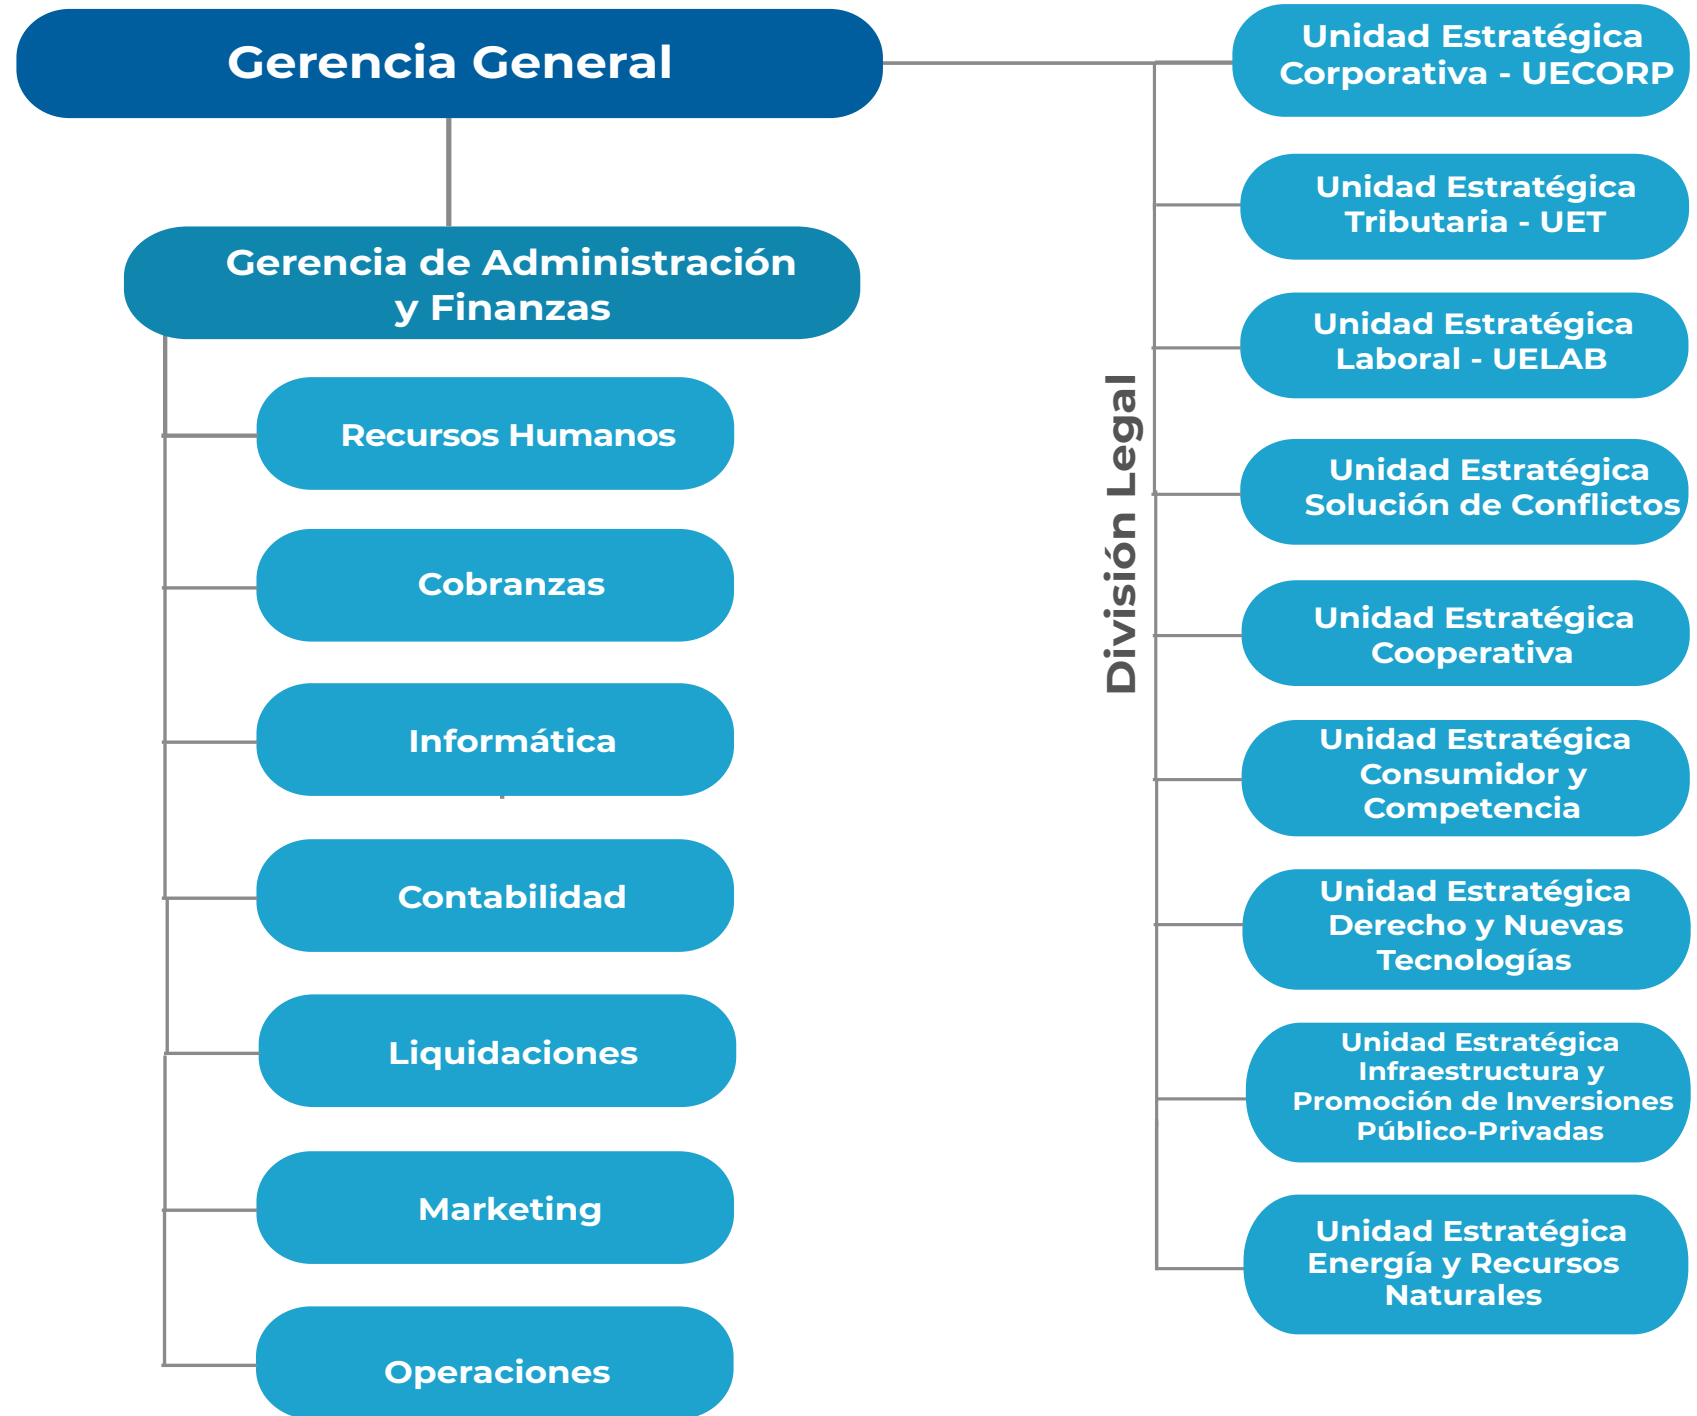 Gerencia General
Gerencia de Administración
y Finanzas
Recursos Humanos
Cobranzas
Informática
Contabilidad
Liquidaciones
Marketing
Operaciones
División Legal
Unidad Estratégica
Corporativa - UECORP
Unidad Estratégica
Tributaria - UET
Unidad Estratégica
Laboral - UELAB
Unidad Estratégica
Solución de Conflictos
Unidad Estratégica
Cooperativa
Unidad Estratégica
Consumidor y
Competencia
Unidad Estratégica
Derecho y Nuevas
Tecnologías
Unidad Estratégica
Infraestructura y
Promoción de Inversiones
Público-Privadas
Unidad Estratégica
Energía y Recursos
Naturales